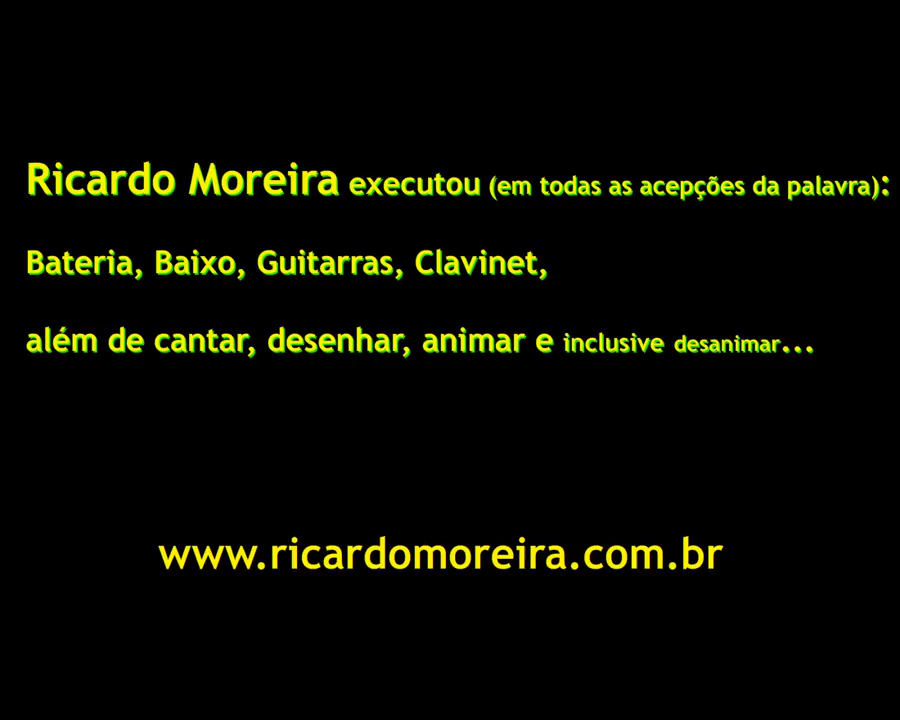 Ricardo Moreira executou (em todas as acepções da palavra):
Bateria, Baixo, Guitarras, Clavinet,
além de cantar, desenhar, animar e inclusive desanimar...
www.ricardomoreira.com.br